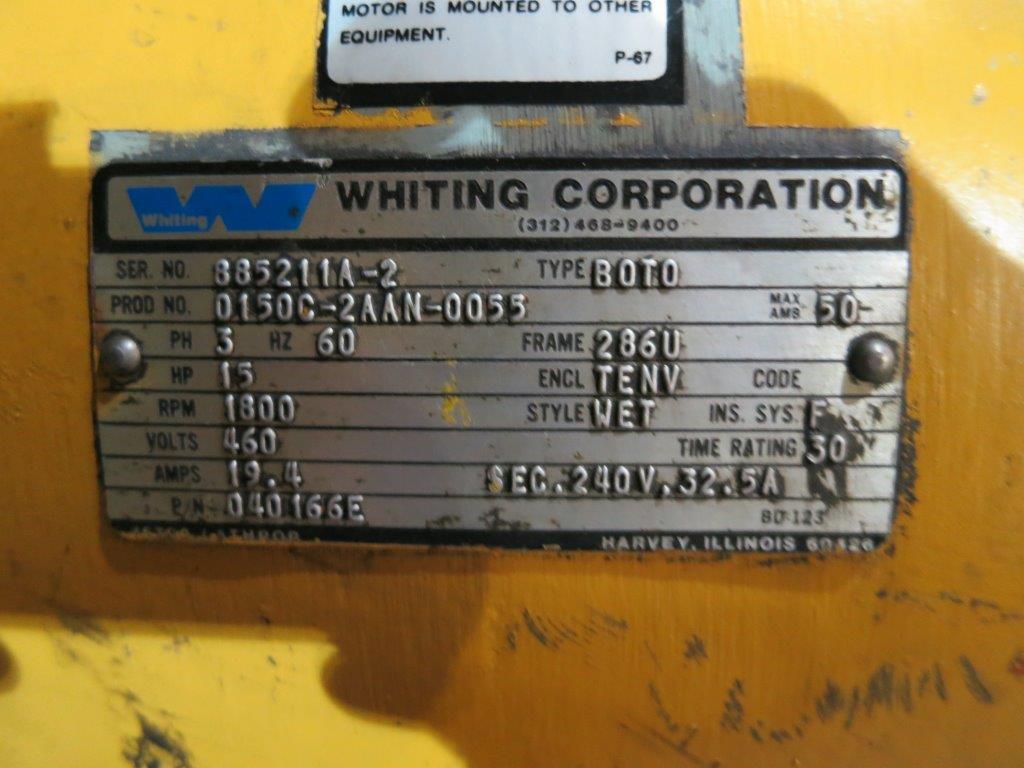 MOTOR IS MOUNTED TO OTHER
EQUIPMENT.
P-67
Whiting WHITING CORPORATION
(312) 468-9400
SER. NO. 885211A-2 TYPE BOTO
PROD NO. 0150C-2AAN-0055 MAX AMB 50-
PH 3 HZ 60 FRAME 286U
HP 15 ENCL TENV CODE
RPM 1800 STYLE WET INS. SYS. F
VOLTS 460 TIME RATING 30
AMPS 19.4 SEC. 240V, 32.5A
P/N 040166E BD 123
HARVEY, ILLINOIS 60426